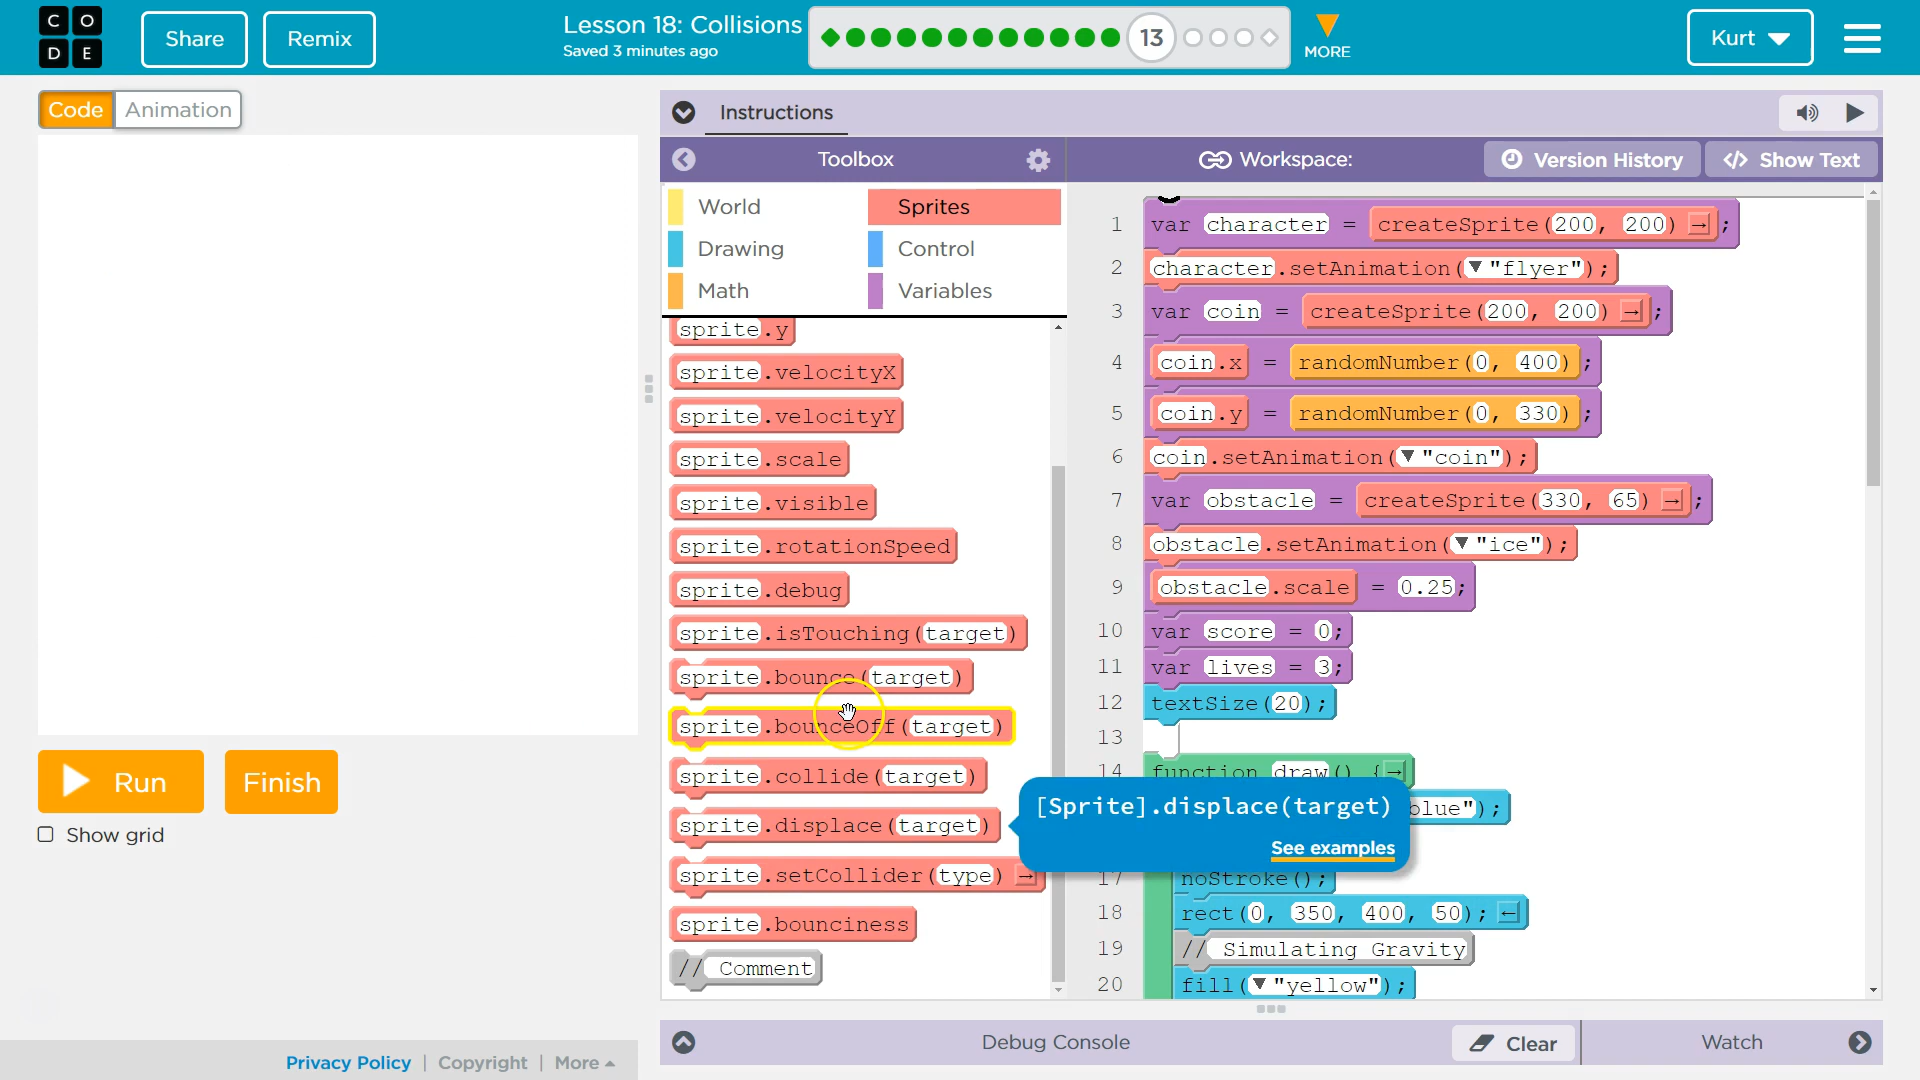 CODE
Share
Remix
Lesson 18: Collisions
Saved 3 minutes ago
13
MORE
Kurt
Code
Animation
Instructions
Toolbox
Workspace:
Version History
</> Show Text
World
Sprites
Drawing
Control
Math
Variables
sprite.y
sprite.velocityX
sprite.velocityY
sprite.scale
sprite.visible
sprite.rotationSpeed
sprite.debug
sprite.isTouching(target)
sprite.bounce(target)
sprite.bounceOff(target)
sprite.collide(target)
sprite.displace(target)
sprite.setCollider(type) →
sprite.bounciness
// Comment
[Sprite].displace(target)
See examples
1 var character = createSprite(200, 200) → ;
2 character.setAnimation(▼ "flyer");
3 var coin = createSprite(200, 200) → ;
4 coin.x = randomNumber(0, 400);
5 coin.y = randomNumber(0, 330);
6 coin.setAnimation(▼ "coin");
7 var obstacle = createSprite(330, 65) → ;
8 obstacle.setAnimation(▼ "ice");
9 obstacle.scale = 0.25;
10 var score = 0;
11 var lives = 3;
12 textSize(20);
13
14 function draw() { →
blue");
17 noStroke();
18 rect(0, 350, 400, 50); ←
19 // Simulating Gravity
20 fill(▼ "yellow");
Run
Finish
Show grid
Debug Console
Clear
Watch
Privacy Policy | Copyright | More ▲